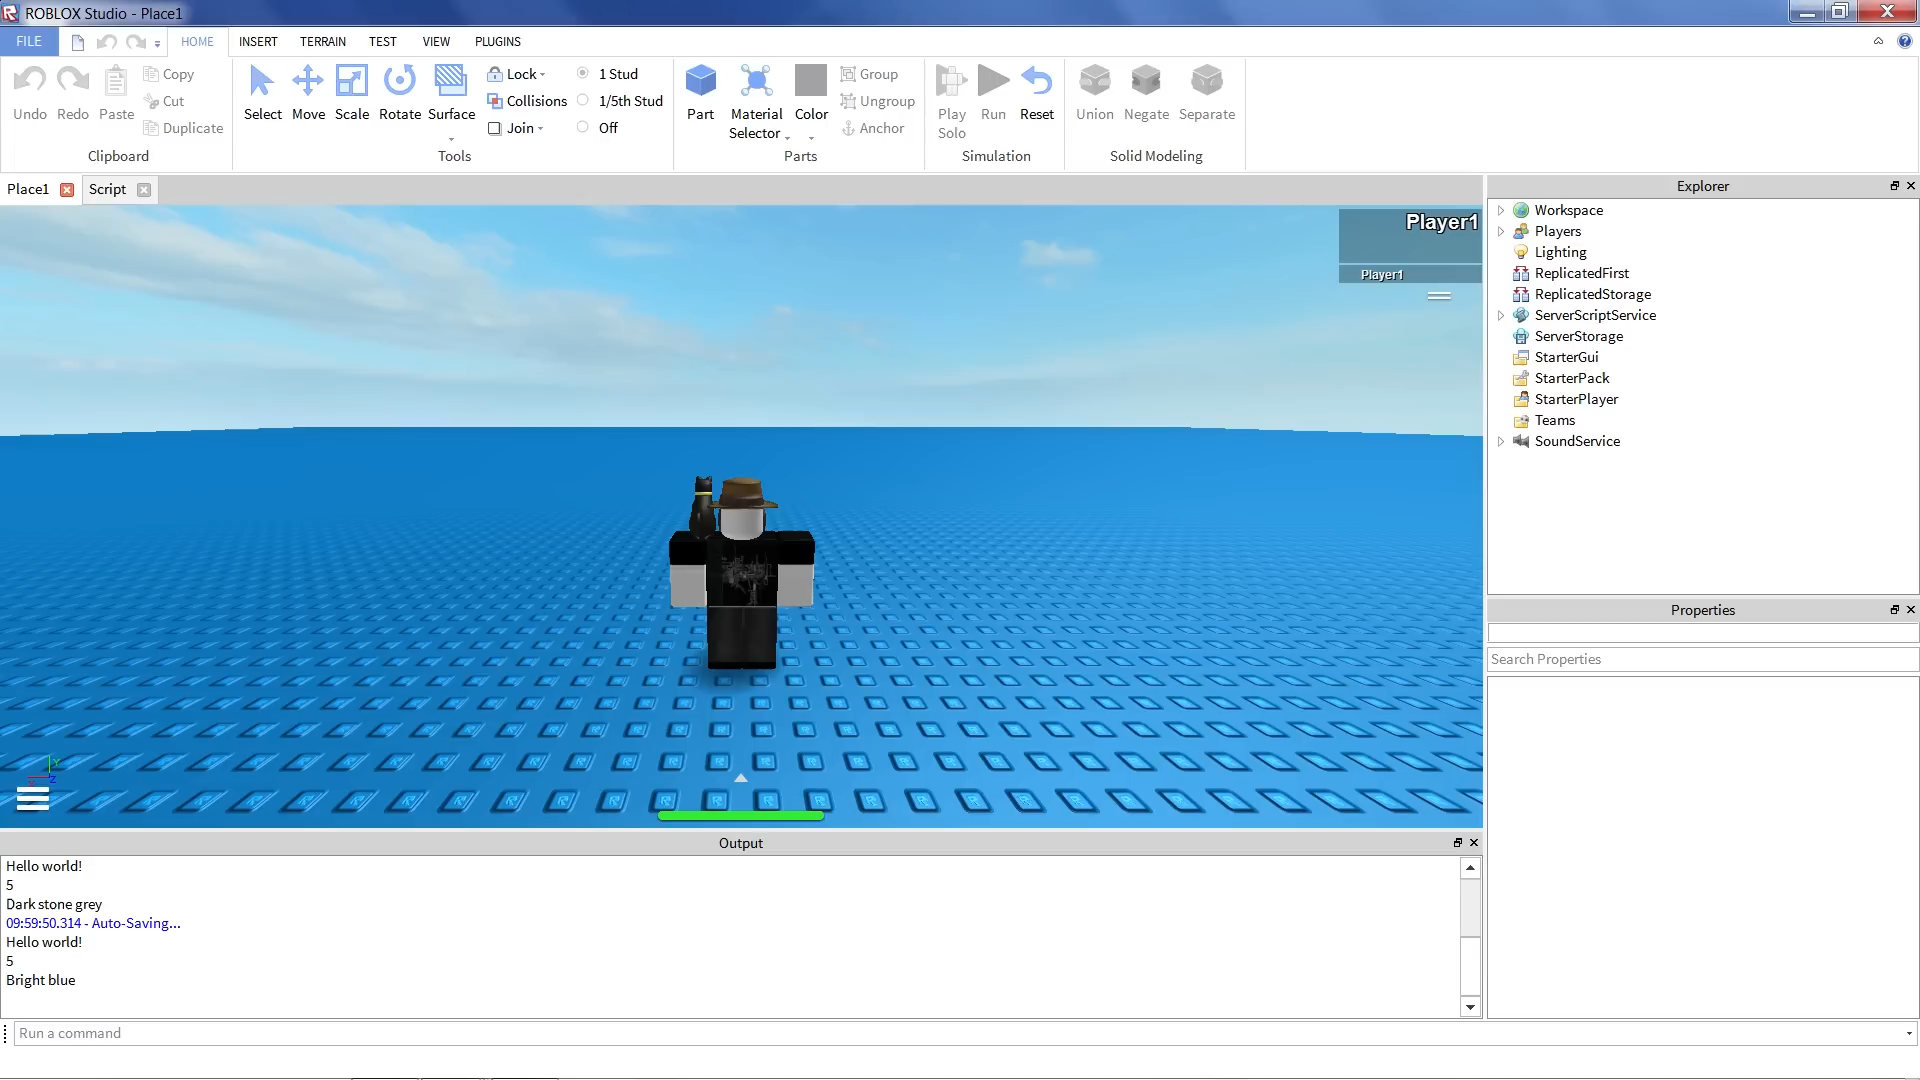 ROBLOX Studio - Place1
FILE HOME INSERT TERRAIN TEST VIEW PLUGINS
Undo Redo Paste Copy Cut Duplicate
Clipboard
Select Move Scale Rotate Surface Lock Collisions Join 1 Stud 1/5th Stud Off
Tools
Part Material Selector Color Group Ungroup Anchor
Parts
Play Solo Run Reset
Simulation
Union Negate Separate
Solid Modeling
Place1 Script
Player1
Player1
Explorer
Workspace
Players
Lighting
ReplicatedFirst
ReplicatedStorage
ServerScriptService
ServerStorage
StarterGui
StarterPack
StarterPlayer
Teams
SoundService
Properties
Search Properties
Output
Hello world!
5
Dark stone grey
09:59:50.314 - Auto-Saving...
Hello world!
5
Bright blue
Run a command